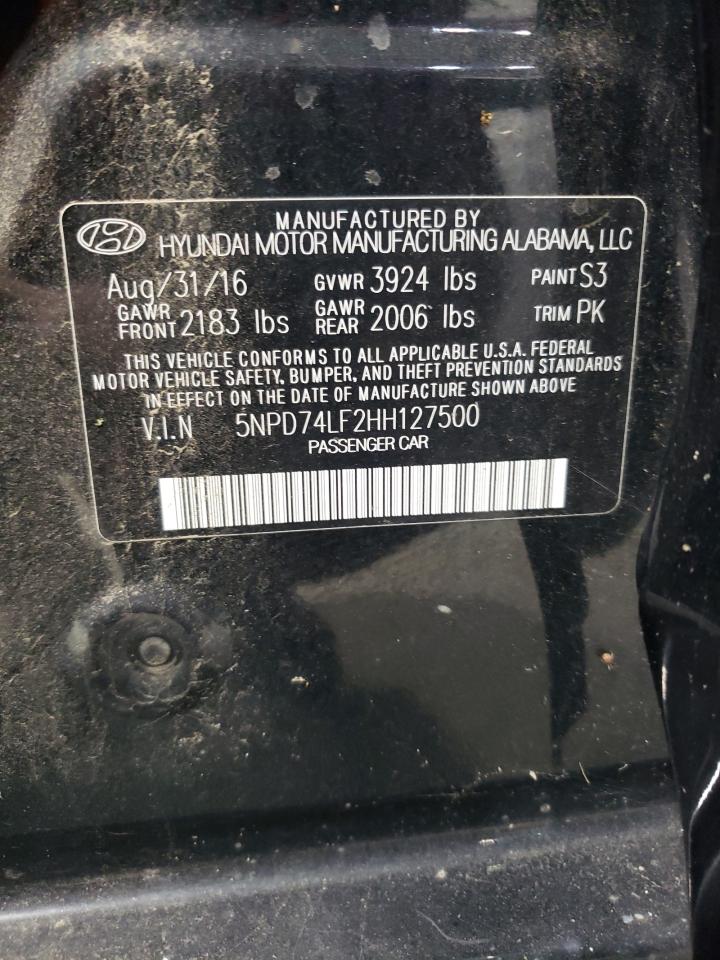 MANUFACTURED BY
HYUNDAI MOTOR MANUFACTURING ALABAMA, LLC
Aug/31/16 GVWR 3924 lbs PAINT S3
GAWR FRONT 2183 lbs GAWR REAR 2006 lbs TRIM PK
THIS VEHICLE CONFORMS TO ALL APPLICABLE U.S.A. FEDERAL
MOTOR VEHICLE SAFETY, BUMPER, AND THEFT PREVENTION STANDARDS
IN EFFECT ON THE DATE OF MANUFACTURE SHOWN ABOVE
V.I.N 5NPD74LF2HH127500
PASSENGER CAR